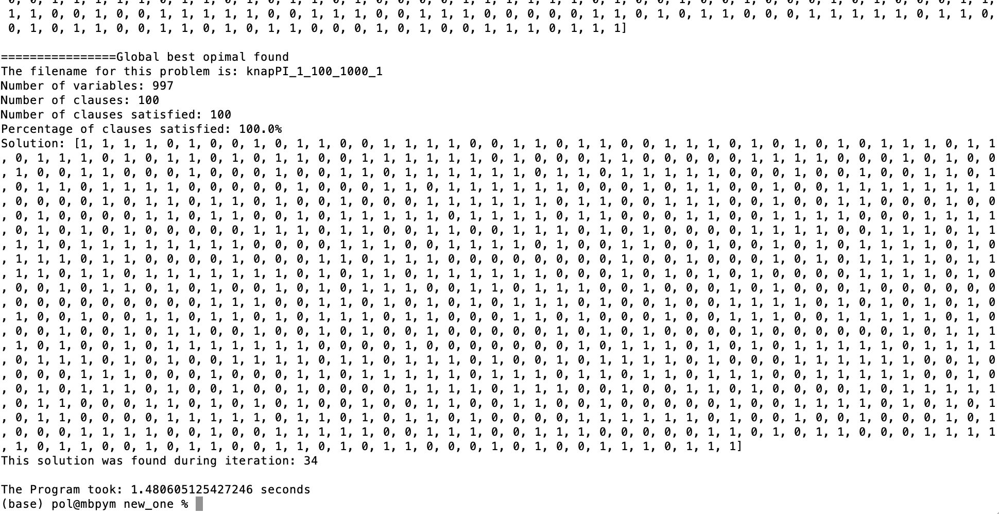 1, 1, 0, 0, 1, 0, 0, 1, 1, 1, 1, 1, 0, 0, 1, 1, 1, 0, 0, 1, 1, 1, 0, 0, 0, 0, 0, 1, 1, 0, 1, 0, 1, 1, 0, 0, 0, 1, 1, 1, 1, 1, 0, 1, 1, 0,
0, 1, 0, 1, 1, 0, 0, 1, 1, 0, 1, 0, 1, 1, 0, 0, 0, 1, 0, 1, 0, 0, 1, 1, 1, 0, 1, 1, 1]
================Global best opimal found
The filename for this problem is: knapPI_1_100_1000_1
Number of variables: 997
Number of clauses: 100
Number of clauses satisfied: 100
Percentage of clauses satisfied: 100.0%
Solution: [1, 1, 1, 1, 0, 1, 0, 0, 1, 0, 1, 1, 0, 0, 1, 1, 1, 1, 0, 0, 1, 1, 0, 1, 1, 0, 0, 1, 1, 1, 0, 1, 0, 1, 0, 1, 0, 1, 1, 1, 0, 1, 1
, 0, 1, 1, 1, 0, 1, 0, 1, 1, 0, 1, 0, 1, 1, 0, 0, 1, 1, 1, 1, 1, 1, 0, 1, 0, 0, 0, 1, 1, 0, 0, 0, 0, 0, 1, 1, 1, 1, 0, 0, 0, 1, 0, 1, 0, 0
, 1, 0, 0, 1, 1, 0, 0, 0, 1, 0, 0, 0, 1, 0, 0, 1, 1, 0, 1, 1, 1, 1, 1, 1, 0, 1, 1, 0, 1, 1, 1, 1, 1, 0, 0, 0, 1, 0, 0, 1, 0, 0, 1, 1, 0, 1
, 0, 1, 1, 0, 1, 1, 1, 1, 0, 0, 0, 0, 0, 1, 0, 0, 0, 1, 1, 0, 1, 1, 1, 1, 1, 1, 0, 0, 0, 1, 0, 1, 1, 0, 0, 1, 0, 0, 1, 1, 1, 1, 1, 1, 1, 1
, 0, 0, 0, 0, 1, 0, 1, 1, 0, 1, 1, 0, 1, 0, 0, 1, 0, 0, 0, 1, 1, 1, 1, 1, 1, 0, 1, 1, 0, 0, 1, 1, 1, 0, 0, 1, 0, 0, 1, 1, 0, 0, 0, 1, 0, 0
, 0, 1, 0, 0, 0, 0, 1, 1, 0, 1, 1, 0, 0, 1, 0, 1, 1, 1, 1, 1, 0, 1, 1, 1, 1, 0, 1, 1, 0, 0, 0, 1, 1, 0, 0, 1, 1, 1, 1, 0, 0, 0, 1, 1, 1, 1
, 0, 1, 0, 1, 0, 1, 0, 0, 0, 0, 0, 1, 1, 1, 0, 1, 1, 0, 0, 1, 1, 0, 0, 1, 1, 1, 0, 1, 0, 1, 0, 0, 0, 0, 1, 1, 1, 1, 0, 0, 1, 1, 1, 0, 1, 1
, 1, 1, 0, 1, 1, 1, 1, 1, 1, 1, 1, 0, 0, 0, 0, 1, 1, 1, 0, 0, 1, 1, 1, 1, 0, 1, 0, 0, 1, 1, 0, 0, 1, 0, 0, 1, 0, 1, 0, 1, 1, 1, 1, 0, 1, 0
, 1, 1, 1, 0, 1, 1, 0, 0, 0, 0, 1, 0, 0, 0, 1, 1, 0, 1, 1, 1, 0, 0, 0, 0, 0, 0, 0, 0, 1, 0, 0, 1, 0, 0, 0, 1, 0, 1, 0, 1, 1, 1, 1, 0, 1, 1
, 1, 1, 0, 1, 1, 0, 1, 1, 1, 1, 1, 1, 1, 0, 1, 0, 1, 1, 0, 1, 1, 1, 1, 1, 1, 0, 0, 0, 1, 0, 1, 0, 1, 0, 1, 0, 0, 0, 0, 1, 1, 1, 1, 0, 1, 0
, 0, 0, 1, 0, 1, 1, 0, 1, 0, 1, 0, 0, 1, 0, 1, 0, 1, 1, 1, 0, 0, 1, 1, 0, 1, 1, 1, 0, 0, 1, 0, 0, 0, 1, 0, 1, 0, 0, 0, 1, 0, 0, 0, 0, 0, 0
, 0, 0, 0, 0, 0, 0, 0, 0, 0, 1, 1, 1, 0, 0, 1, 1, 0, 1, 0, 1, 0, 1, 0, 1, 1, 1, 0, 1, 0, 0, 1, 0, 0, 1, 1, 1, 1, 0, 1, 0, 1, 0, 1, 0, 1, 0
, 1, 0, 0, 1, 0, 0, 1, 1, 0, 1, 1, 0, 1, 0, 1, 1, 1, 0, 1, 1, 0, 0, 0, 1, 1, 0, 1, 0, 0, 0, 1, 0, 0, 1, 1, 1, 0, 0, 1, 1, 1, 1, 1, 0, 1, 0
, 0, 0, 1, 0, 0, 1, 0, 1, 1, 0, 0, 1, 0, 0, 1, 0, 1, 0, 0, 1, 1, 0, 0, 0, 0, 1, 0, 1, 0, 1, 0, 0, 0, 0, 1, 0, 0, 0, 0, 0, 0, 1, 0, 1, 1, 1
, 1, 0, 1, 0, 0, 1, 0, 1, 1, 1, 1, 1, 1, 1, 0, 0, 0, 0, 1, 0, 0, 0, 0, 0, 0, 0, 1, 0, 1, 1, 1, 0, 1, 0, 1, 0, 1, 1, 1, 1, 1, 0, 1, 1, 1, 1
, 0, 1, 1, 1, 0, 1, 0, 1, 0, 0, 1, 1, 1, 1, 0, 1, 1, 0, 1, 1, 1, 0, 1, 0, 0, 1, 0, 1, 1, 1, 1, 0, 1, 0, 0, 0, 1, 1, 1, 1, 1, 1, 0, 0, 1, 0
, 0, 0, 0, 1, 1, 1, 0, 0, 0, 1, 0, 0, 0, 1, 1, 0, 1, 1, 1, 1, 1, 0, 1, 1, 1, 0, 1, 1, 0, 1, 1, 0, 1, 1, 1, 0, 0, 1, 1, 1, 1, 1, 0, 0, 1, 0
, 0, 1, 0, 1, 1, 1, 0, 1, 0, 0, 1, 0, 0, 1, 0, 0, 0, 0, 1, 1, 1, 1, 0, 1, 1, 1, 0, 0, 1, 0, 0, 1, 1, 0, 1, 0, 0, 0, 0, 1, 0, 1, 1, 1, 1, 1
, 0, 1, 1, 0, 0, 0, 1, 1, 0, 1, 0, 1, 0, 1, 0, 0, 1, 0, 0, 1, 1, 1, 0, 1, 1, 0, 0, 1, 0, 0, 0, 0, 0, 1, 0, 0, 1, 1, 1, 1, 0, 1, 0, 1, 0, 1
, 0, 1, 1, 0, 0, 0, 0, 1, 1, 1, 1, 1, 0, 1, 1, 0, 1, 0, 1, 1, 0, 1, 0, 0, 0, 0, 1, 1, 1, 1, 1, 1, 0, 1, 0, 0, 1, 0, 0, 1, 0, 0, 0, 1, 0, 1
, 0, 0, 0, 1, 1, 1, 1, 0, 0, 1, 0, 0, 1, 1, 1, 1, 1, 0, 0, 1, 1, 1, 0, 0, 1, 1, 1, 0, 0, 0, 0, 0, 1, 1, 0, 1, 0, 1, 1, 0, 0, 0, 1, 1, 1, 1
, 1, 0, 1, 1, 0, 0, 1, 0, 1, 1, 0, 0, 1, 1, 0, 1, 0, 1, 1, 0, 0, 0, 1, 0, 1, 0, 0, 1, 1, 1, 0, 1, 1, 1]
This solution was found during iteration: 34
The Program took: 1.480605125427246 seconds
(base) pol@mbpym new_one %